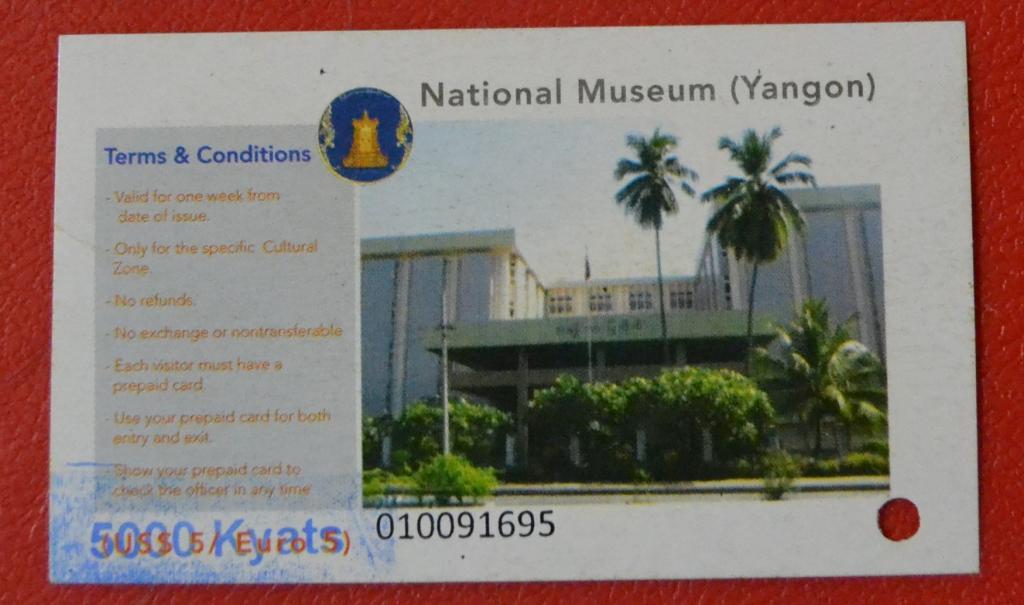 National Museum (Yangon)
Terms & Conditions
- Valid for one week from
date of issue.
- Only for the specific Cultural
Zone.
- No refunds.
- No exchange or nontransferable
- Each visitor must have a
prepaid card.
- Use your prepaid card for both
entry and exit.
- Show your prepaid card to
check the officer in any time
5000 Kyats
(US$ 5/ Euro 5)
010091695